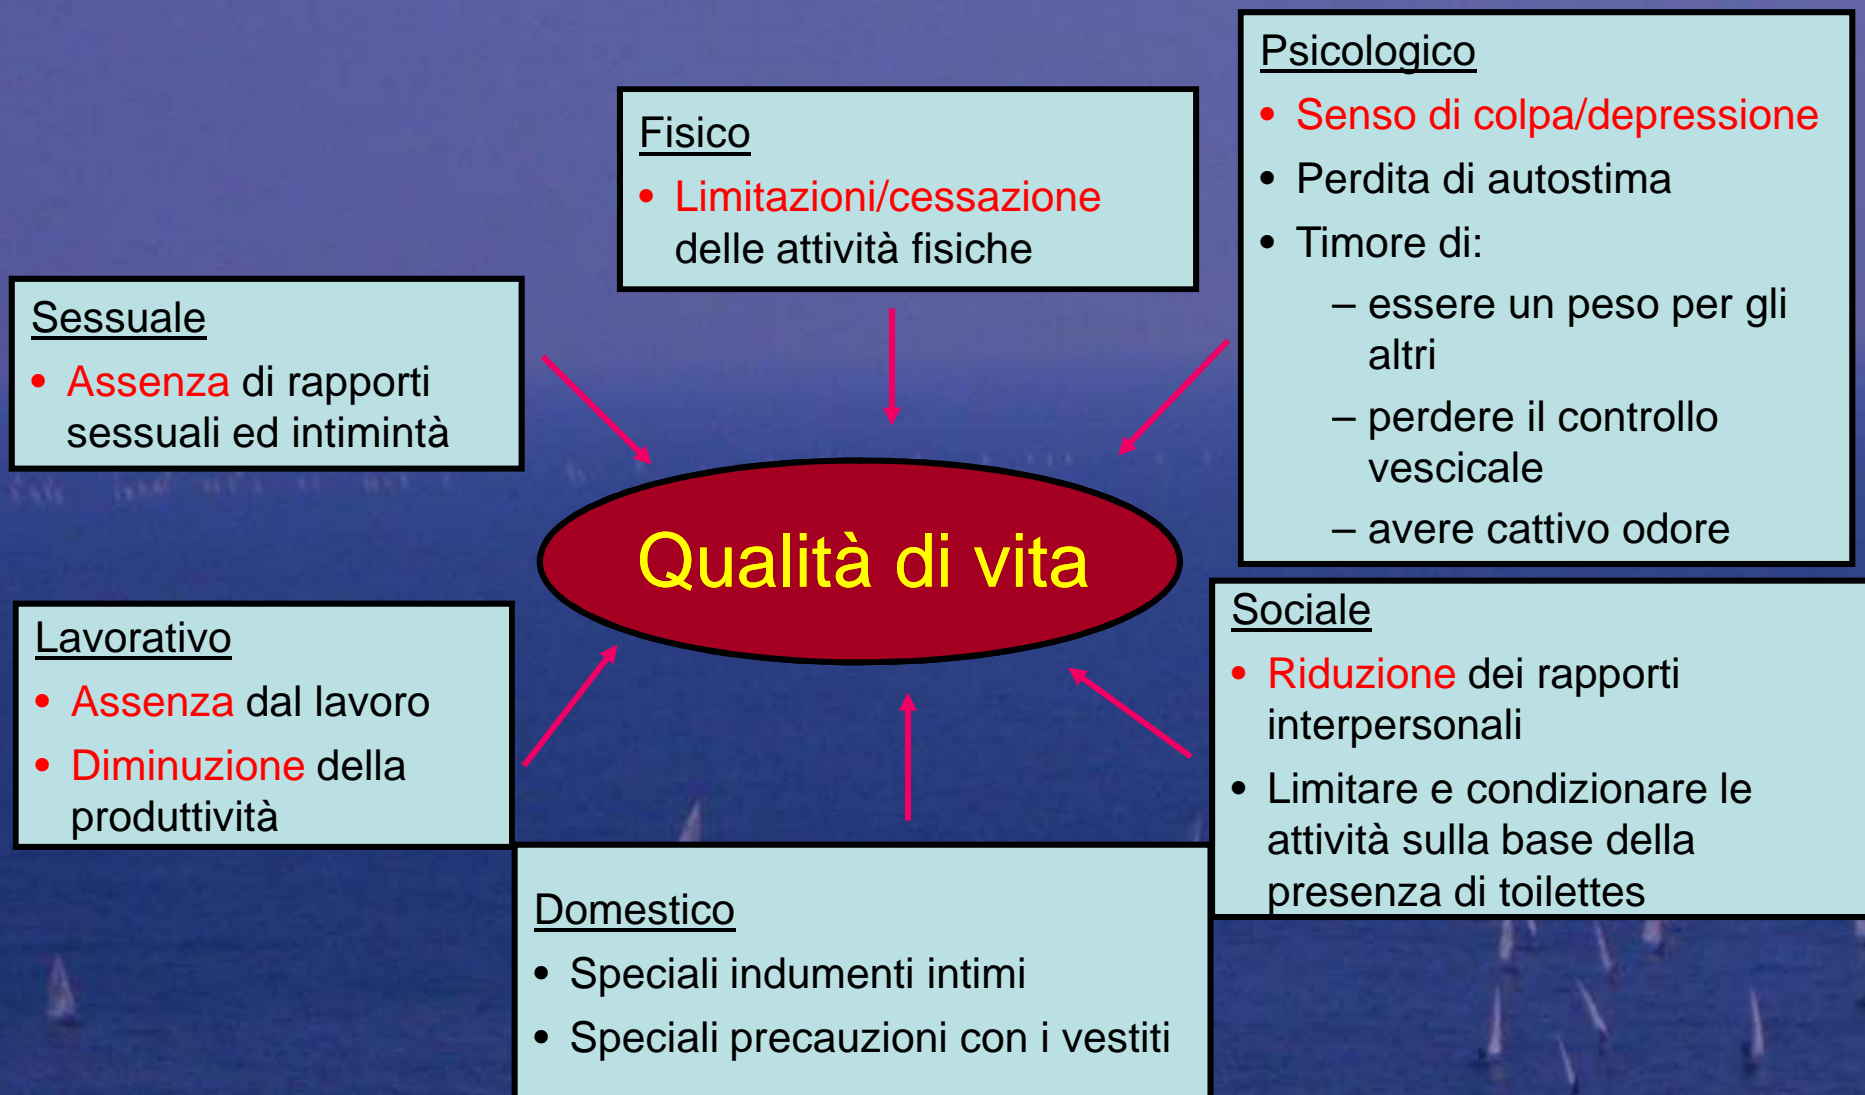 Fisico
• Limitazioni/cessazione
delle attività fisiche
Psicologico
• Senso di colpa/depressione
• Perdita di autostima
• Timore di:
– essere un peso per gli
altri
– perdere il controllo
vescicale
– avere cattivo odore
Sessuale
• Assenza di rapporti
sessuali ed intimintà
Qualità di vita
Lavorativo
• Assenza dal lavoro
• Diminuzione della
produttività
Sociale
• Riduzione dei rapporti
interpersonali
• Limitare e condizionare le
attività sulla base della
presenza di toilettes
Domestico
• Speciali indumenti intimi
• Speciali precauzioni con i vestiti